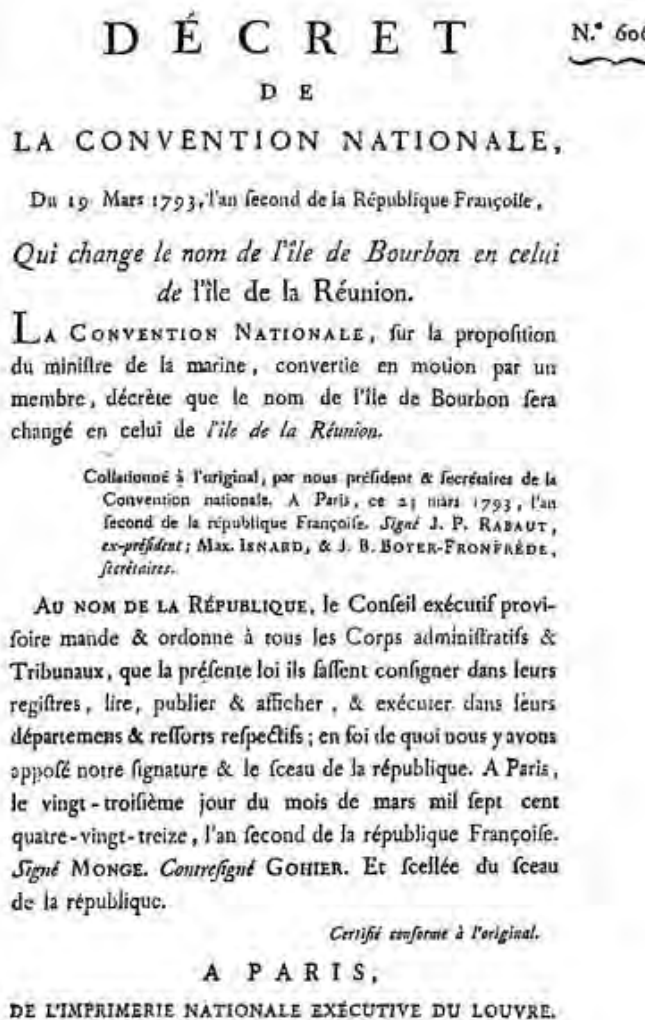 DÉCRET
N.° 606
DE
LA CONVENTION NATIONALE,
Du 19 Mars 1793, l'an ſecond de la République Françoiſe,
Qui change le nom de l'île de Bourbon en celui
de l'île de la Réunion.
LA CONVENTION NATIONALE, ſur la propoſition
du miniſtre de la marine, convertie en motion par un
membre, décrète que le nom de l'île de Bourbon ſera
changé en celui de l'île de la Réunion.
Collationné à l'original, par nous préſident & ſecrétaires de la
Convention nationale. A Paris, ce 23 mars 1793, l'an
ſecond de la république Françoiſe. Signé J. P. RABAUT,
ex-préſident; Max. ISNARD, & J. B. BOYER-FRONFRÈDE,
ſecrétaires.
AU NOM DE LA RÉPUBLIQUE, le Conſeil exécutif provi-
ſoire mande & ordonne à tous les Corps adminiſtratifs &
Tribunaux, que la préſente loi ils faſſent conſigner dans leurs
regiſtres, lire, publier & afficher, & exécuter dans leurs
départemens & reſſorts reſpectifs; en foi de quoi nous y avons
appoſé notre ſignature & le ſceau de la république. A Paris,
le vingt-troiſième jour du mois de mars mil ſept cent
quatre-vingt-treize, l'an ſecond de la république Françoiſe.
Signé MONGE. Contreſigné GOHIER. Et ſcellée du ſceau
de la république.
Certifié conforme à l'original.
A PARIS,
DE L'IMPRIMERIE NATIONALE EXÉCUTIVE DU LOUVRE.